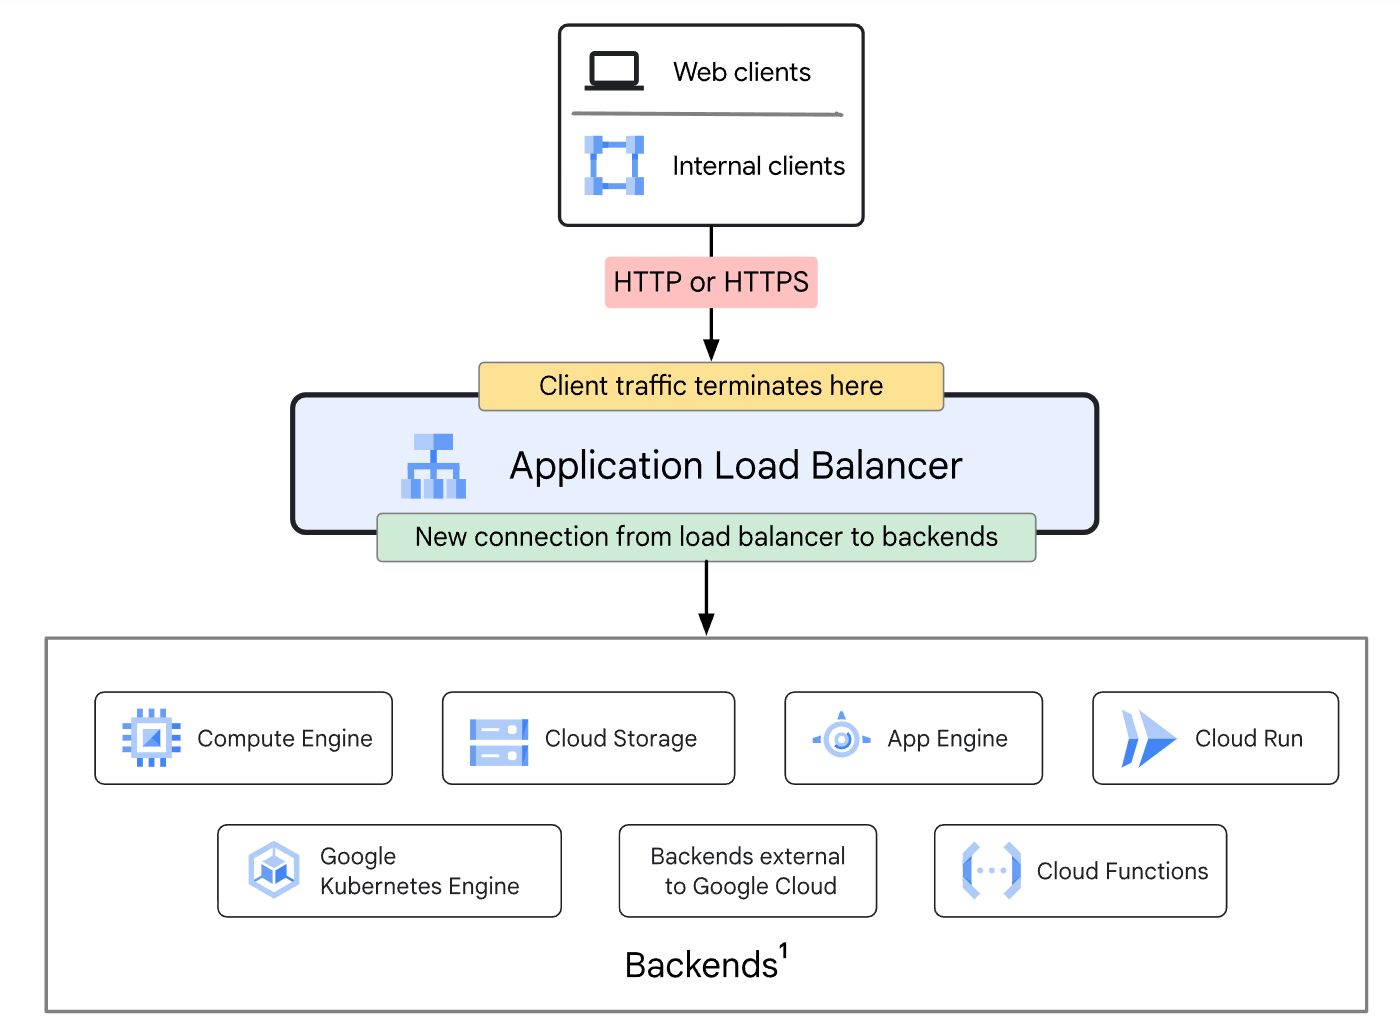 Web clients
Internal clients
HTTP or HTTPS
Client traffic terminates here
Application Load Balancer
New connection from load balancer to backends
Compute Engine
Cloud Storage
App Engine
Cloud Run
Google
Kubernetes Engine
Backends external
to Google Cloud
Cloud Functions
Backends¹